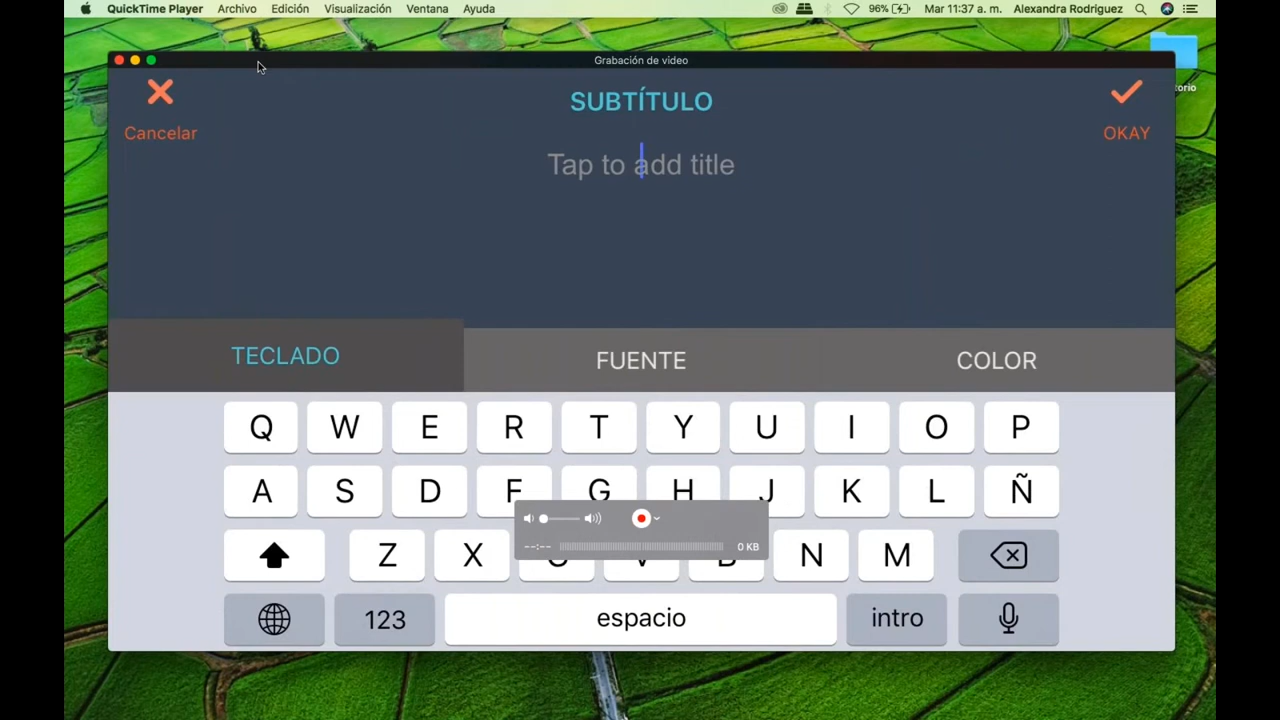 QuickTime Player Archivo Edición Visualización Ventana Ayuda 96% Mar 11:37 a. m. Alexandra Rodriguez
Grabación de video
torio
Cancelar
SUBTÍTULO
OKAY
Tap to add title
TECLADO FUENTE COLOR
Q W E R T Y U I O P
A S D F G H J K L Ñ
--:-- 0 KB
Z X C V B N M
123 espacio intro